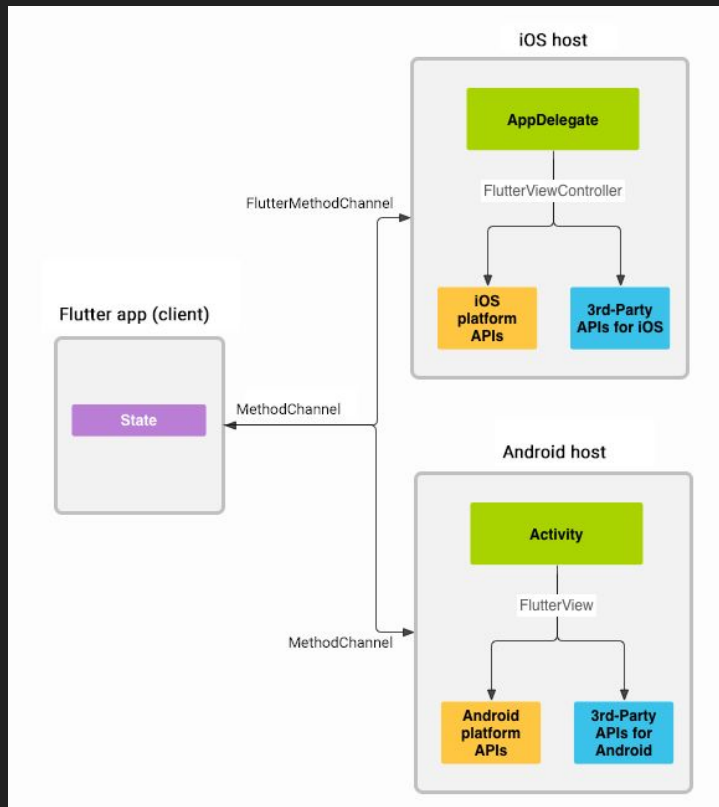 iOS host
AppDelegate
FlutterViewController
FlutterMethodChannel
iOS
platform
APIs
3rd-Party
APIs for iOS
Flutter app (client)
State
MethodChannel
Android host
Activity
FlutterView
MethodChannel
Android
platform
APIs
3rd-Party
APIs for
Android